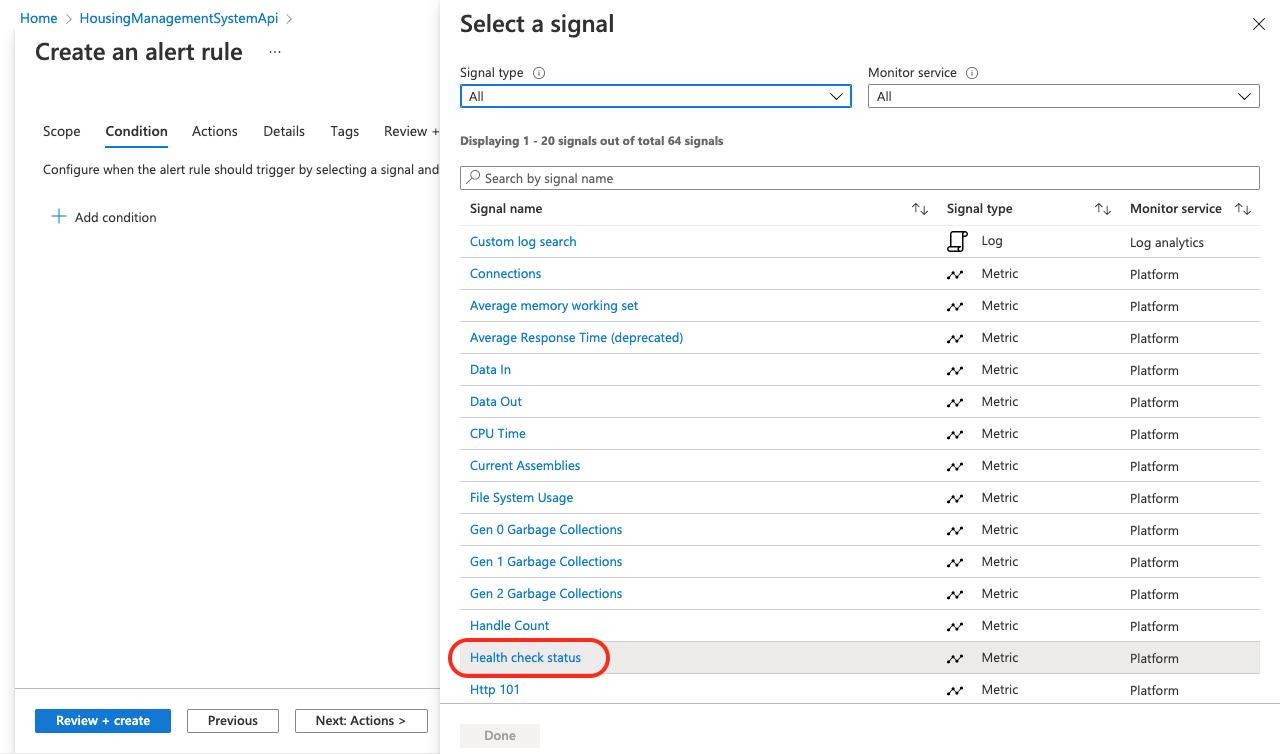 Home > HousingManagementSystemApi >
Create an alert rule ...
Scope Condition Actions Details Tags Review +
Configure when the alert rule should trigger by selecting a signal and
Add condition
Review + create Previous Next: Actions >
Select a signal
Signal type Monitor service
All All
Displaying 1 - 20 signals out of total 64 signals
Search by signal name
Signal name Signal type Monitor service
Custom log search Log Log analytics
Connections Metric Platform
Average memory working set Metric Platform
Average Response Time (deprecated) Metric Platform
Data In Metric Platform
Data Out Metric Platform
CPU Time Metric Platform
Current Assemblies Metric Platform
File System Usage Metric Platform
Gen 0 Garbage Collections Metric Platform
Gen 1 Garbage Collections Metric Platform
Gen 2 Garbage Collections Metric Platform
Handle Count Metric Platform
Health check status Metric Platform
Http 101 Metric Platform
Done